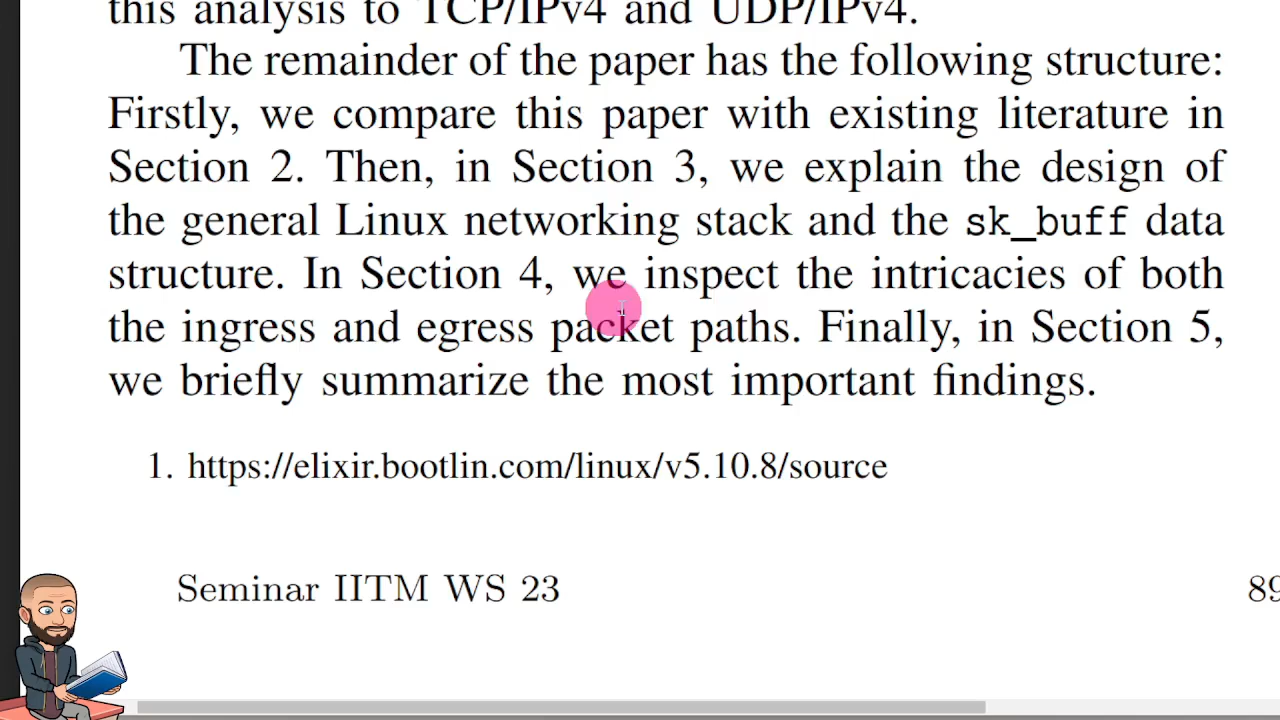 this analysis to TCP/IPv4 and UDP/IPv4.
The remainder of the paper has the following structure:
Firstly, we compare this paper with existing literature in
Section 2. Then, in Section 3, we explain the design of
the general Linux networking stack and the sk_buff data
structure. In Section 4, we inspect the intricacies of both
the ingress and egress packet paths. Finally, in Section 5,
we briefly summarize the most important findings.
1. https://elixir.bootlin.com/linux/v5.10.8/source
Seminar IITM WS 23
89